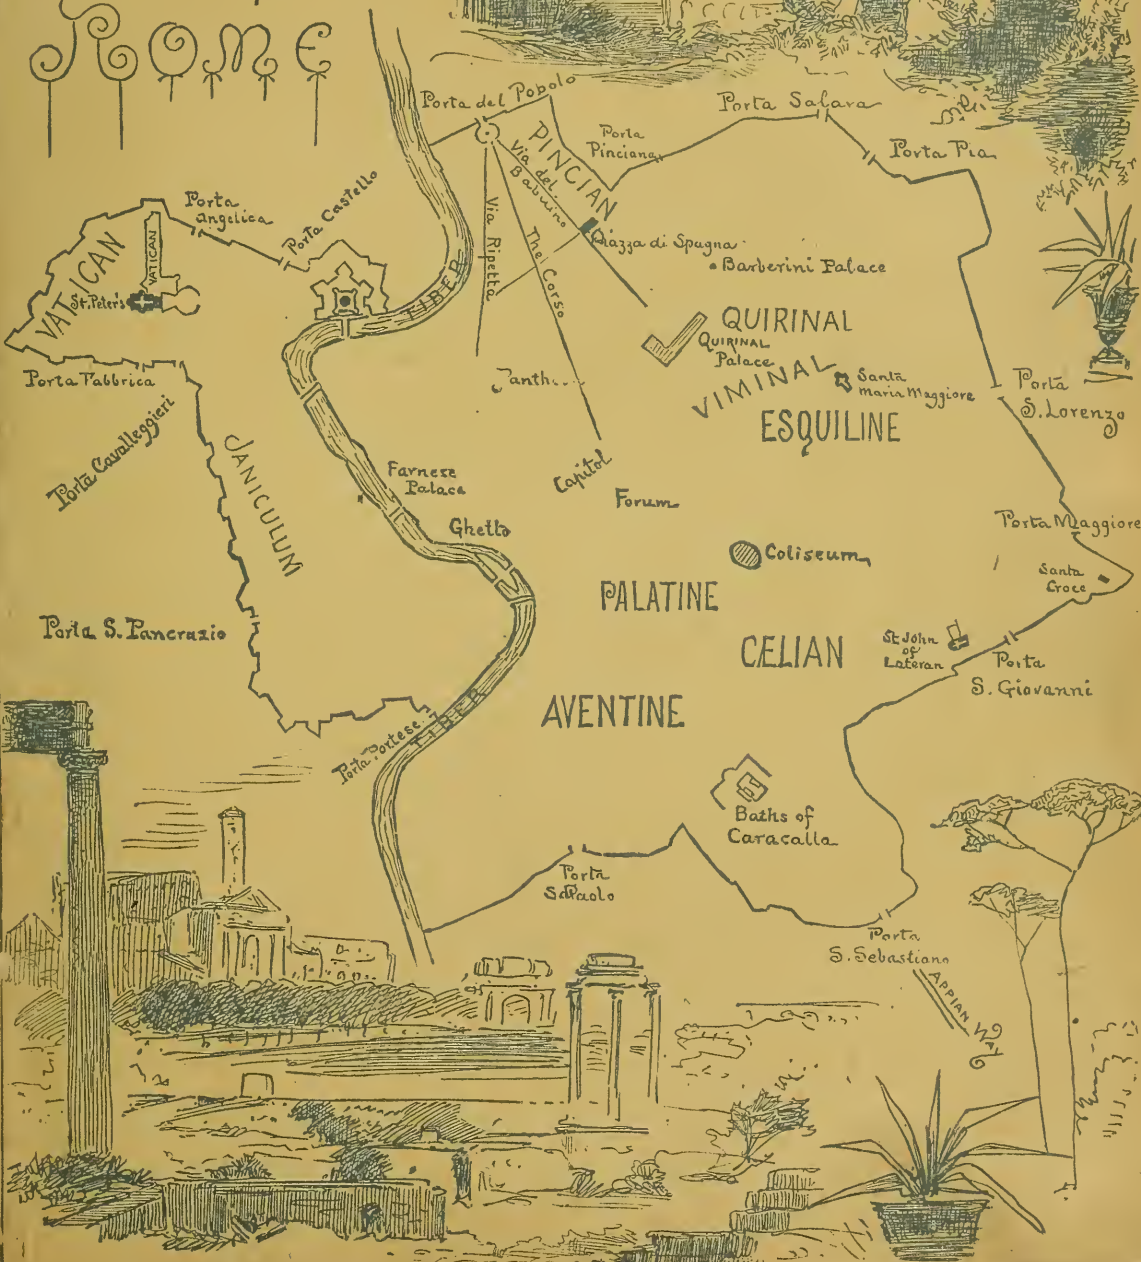 ROME
Porta del Popolo
Porta Salara
Porta
Pinciana
Porta Pia
PINCIAN
Via del
Babuino
Porta
Angelica
Porta Castello
Via Ripetta
The Corso
Piazza di Spagna
Barberini Palace
VATICAN
VATICAN
St. Peter's
TIBER
QUIRINAL
QUIRINAL
Palace
VIMINAL
Santa
Maria Maggiore
Porta Fabbrica
Porta
S. Lorenzo
Porta Cavalleggieri
ESQUILINE
JANICULUM
Farnese
Palace
Capitol
Forum
Ghetto
Porta Maggiore
Coliseum
Santa
Croce
PALATINE
Porta S. Pancrazio
CÆLIAN
St John
of
Lateran
Porta
S. Giovanni
AVENTINE
TIBER
Porta Portese
Baths of
Caracalla
Porta
S. Paolo
Porta
S. Sebastiano
APPIAN WAY